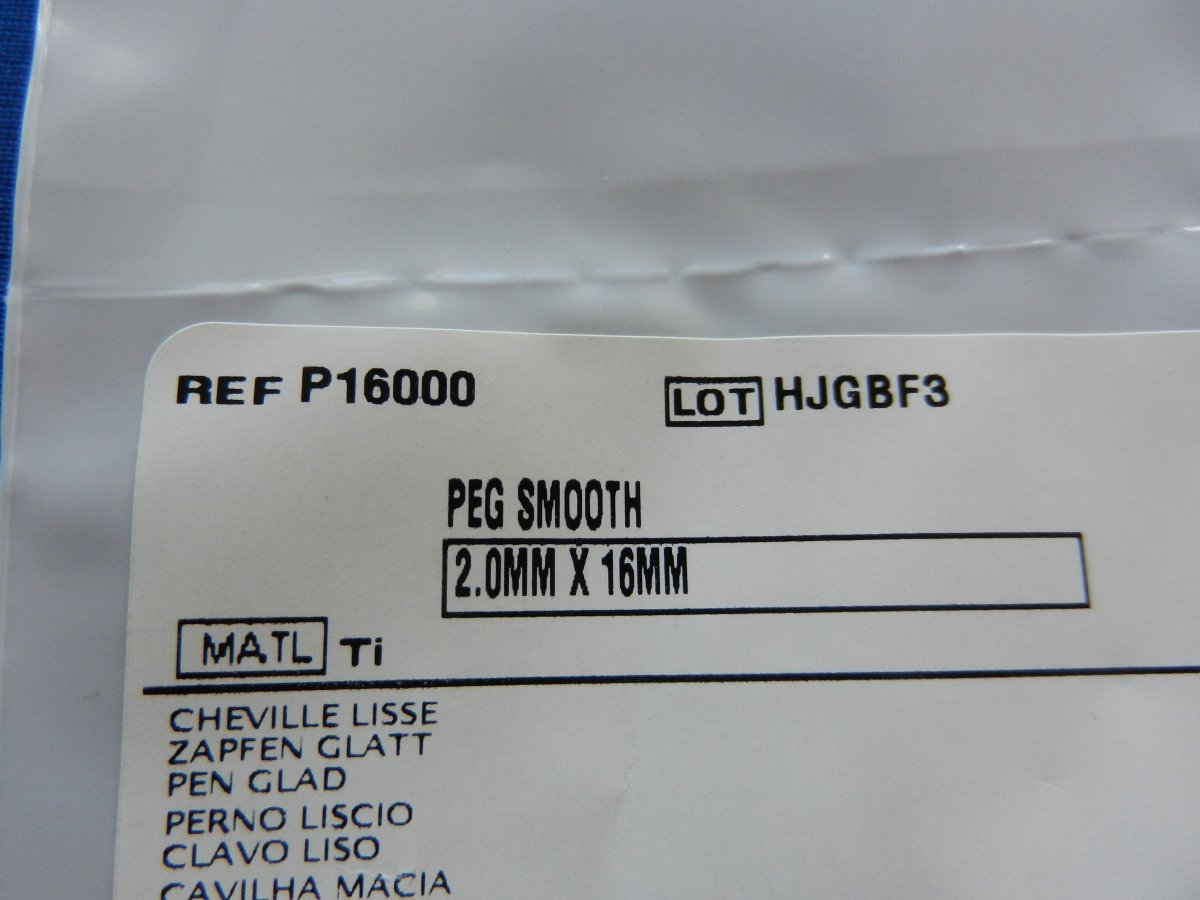 REF P16000 LOT HJGBF3
PEG SMOOTH
2.0MM X 16MM
MATL Ti
CHEVILLE LISSE
ZAPFEN GLATT
PEN GLAD
PERNO LISCIO
CLAVO LISO
CAVILHA MACIA